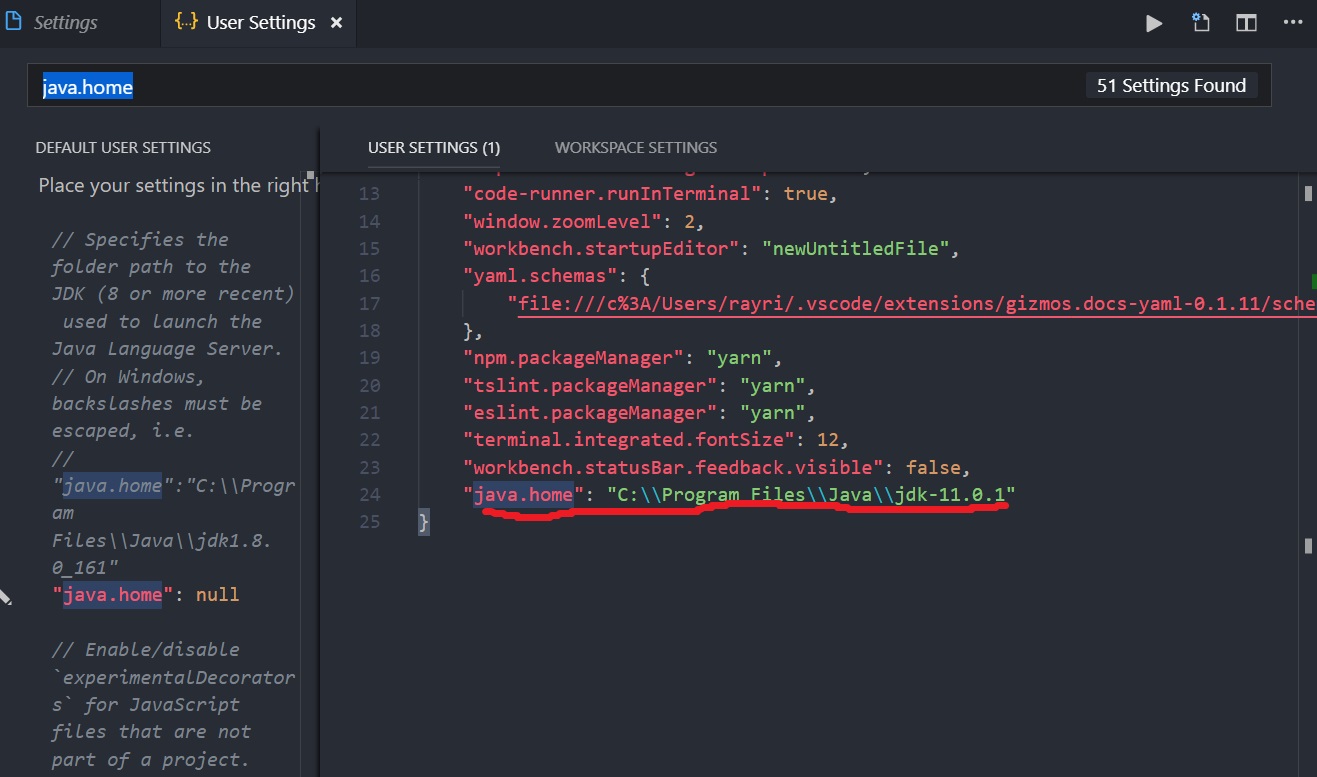 Settings
{..} User Settings ×
java.home
51 Settings Found
DEFAULT USER SETTINGS
Place your settings in the right
// Specifies the
folder path to the
JDK (8 or more recent)
used to launch the
Java Language Server.
// On Windows,
backslashes must be
escaped, i.e.
//
"java.home":"C:\\Progr
am
Files\\Java\\jdk1.8.
0_161"
"java.home": null
// Enable/disable
`experimentalDecorator
s` for JavaScript
files that are not
part of a project.
USER SETTINGS (1)
WORKSPACE SETTINGS
13 "code-runner.runInTerminal": true,
14 "window.zoomLevel": 2,
15 "workbench.startupEditor": "newUntitledFile",
16 "yaml.schemas": {
17 "file:///c%3A/Users/rayri/.vscode/extensions/gizmos.docs-yaml-0.1.11/sche
18 },
19 "npm.packageManager": "yarn",
20 "tslint.packageManager": "yarn",
21 "eslint.packageManager": "yarn",
22 "terminal.integrated.fontSize": 12,
23 "workbench.statusBar.feedback.visible": false,
24 "java.home": "C:\\Program Files\\Java\\jdk-11.0.1"
25 }